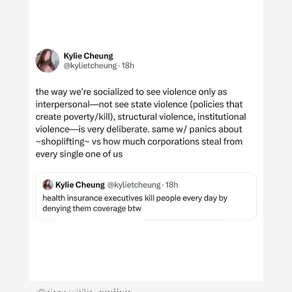 Kylie Cheung
@kylietcheung · 18h
the way we're socialized to see violence only as
interpersonal—not see state violence (policies that
create poverty/kill), structural violence, institutional
violence—is very deliberate. same w/ panics about
~shoplifting~ vs how much corporations steal from
every single one of us
Kylie Cheung @kylietcheung · 18h
health insurance executives kill people every day by
denying them coverage btw